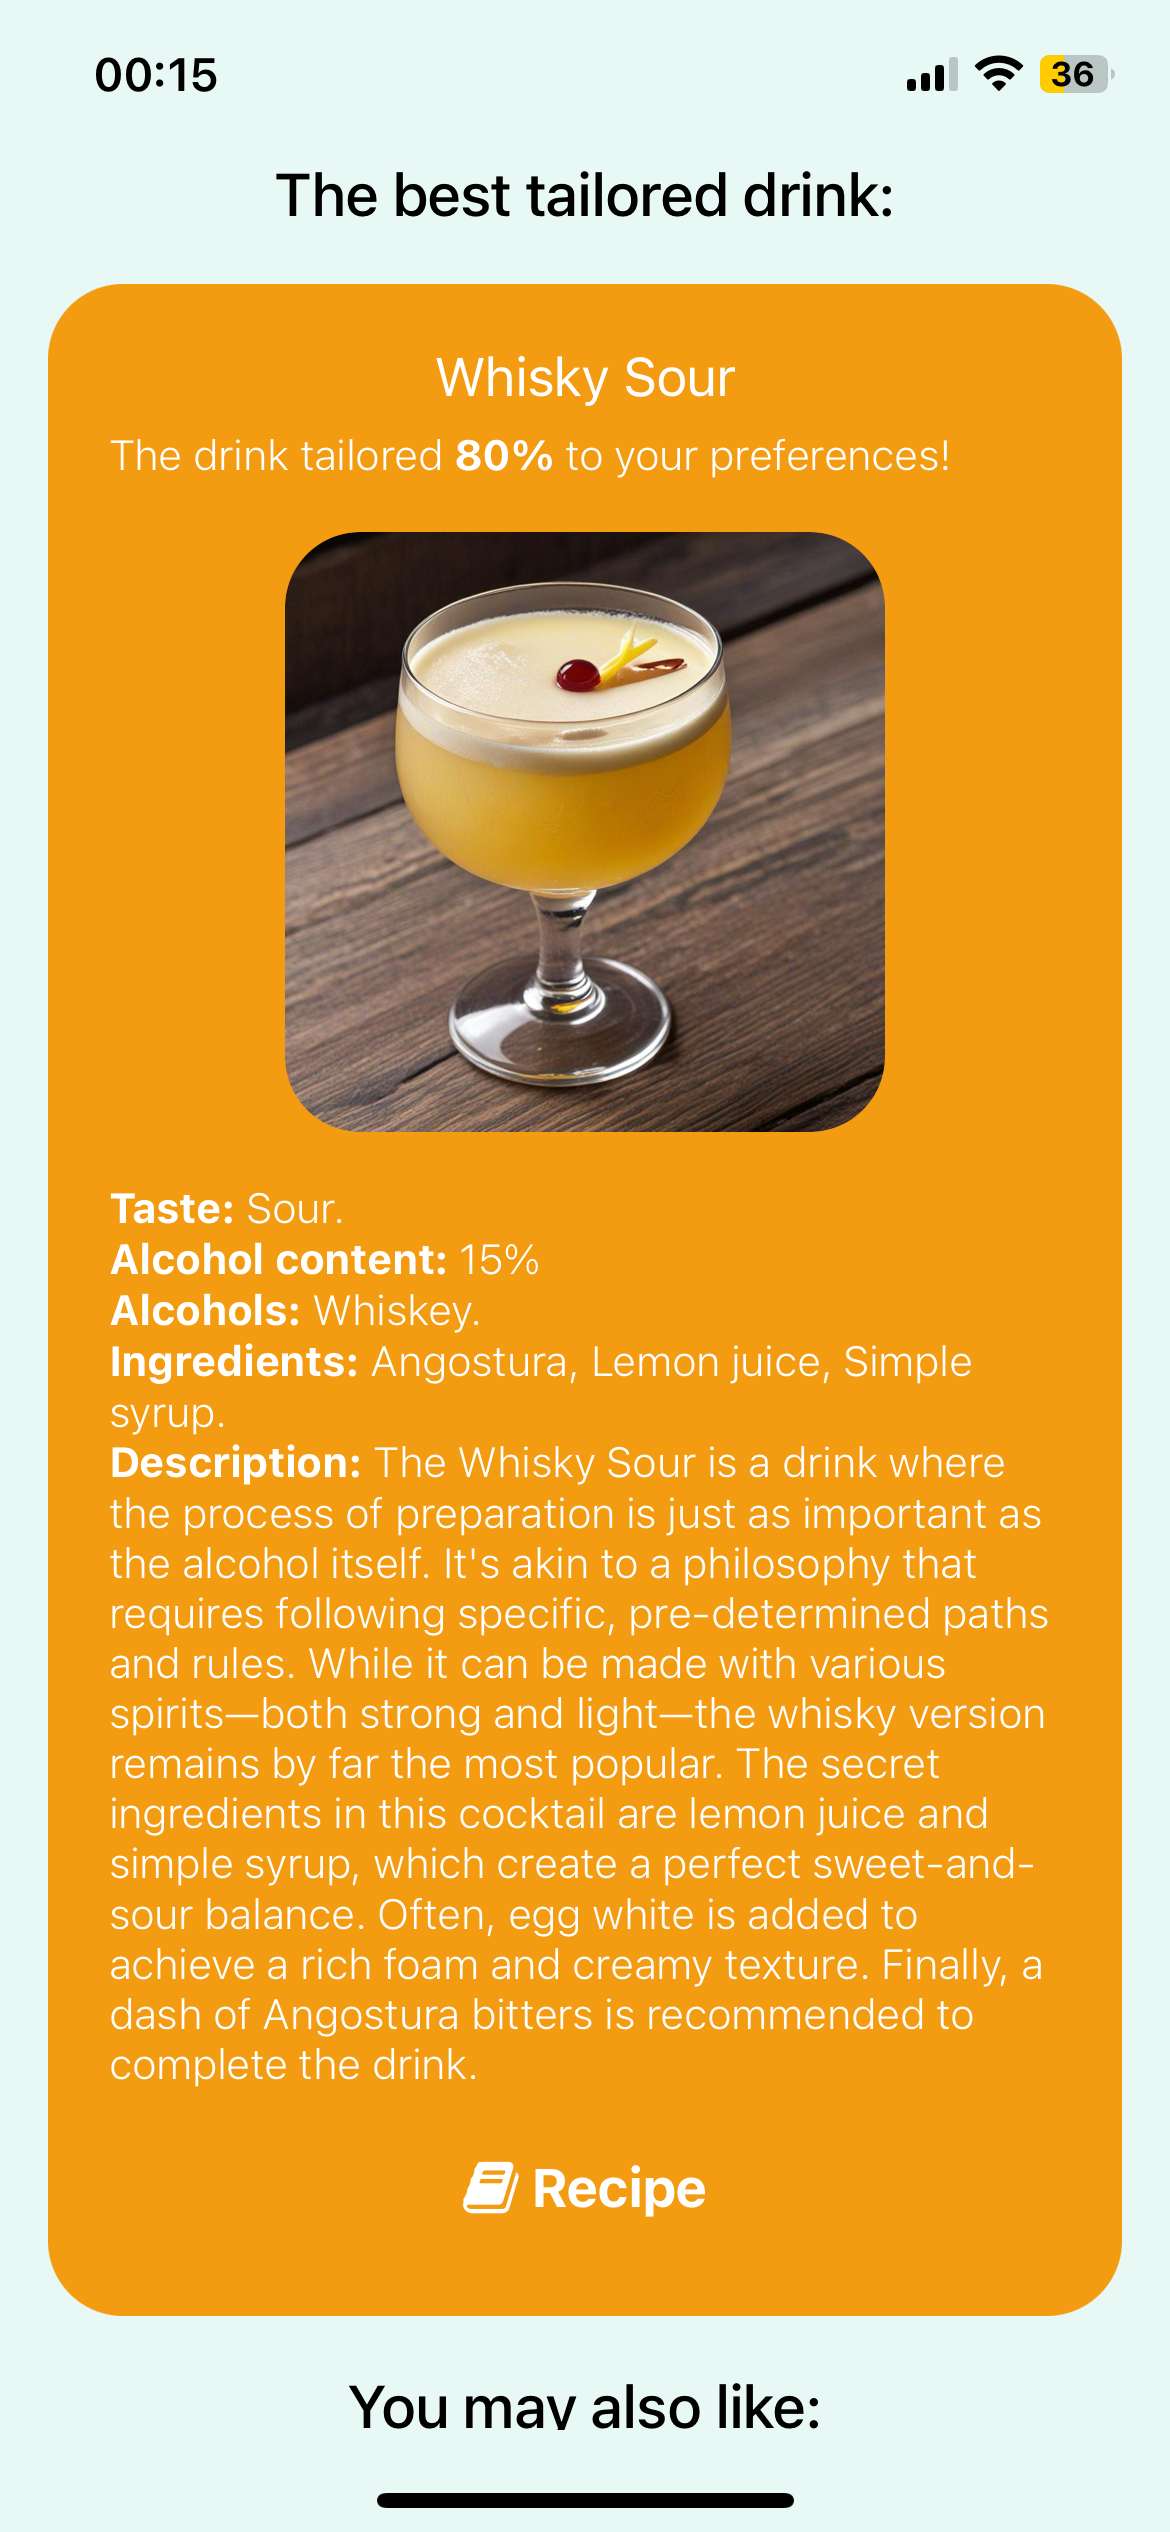 00:15
36
The best tailored drink:
Whisky Sour
The drink tailored 80% to your preferences!
Taste: Sour.
Alcohol content: 15%
Alcohols: Whiskey.
Ingredients: Angostura, Lemon juice, Simple
syrup.
Description: The Whisky Sour is a drink where
the process of preparation is just as important as
the alcohol itself. It's akin to a philosophy that
requires following specific, pre-determined paths
and rules. While it can be made with various
spirits—both strong and light—the whisky version
remains by far the most popular. The secret
ingredients in this cocktail are lemon juice and
simple syrup, which create a perfect sweet-and-
sour balance. Often, egg white is added to
achieve a rich foam and creamy texture. Finally, a
dash of Angostura bitters is recommended to
complete the drink.
Recipe
You may also like: